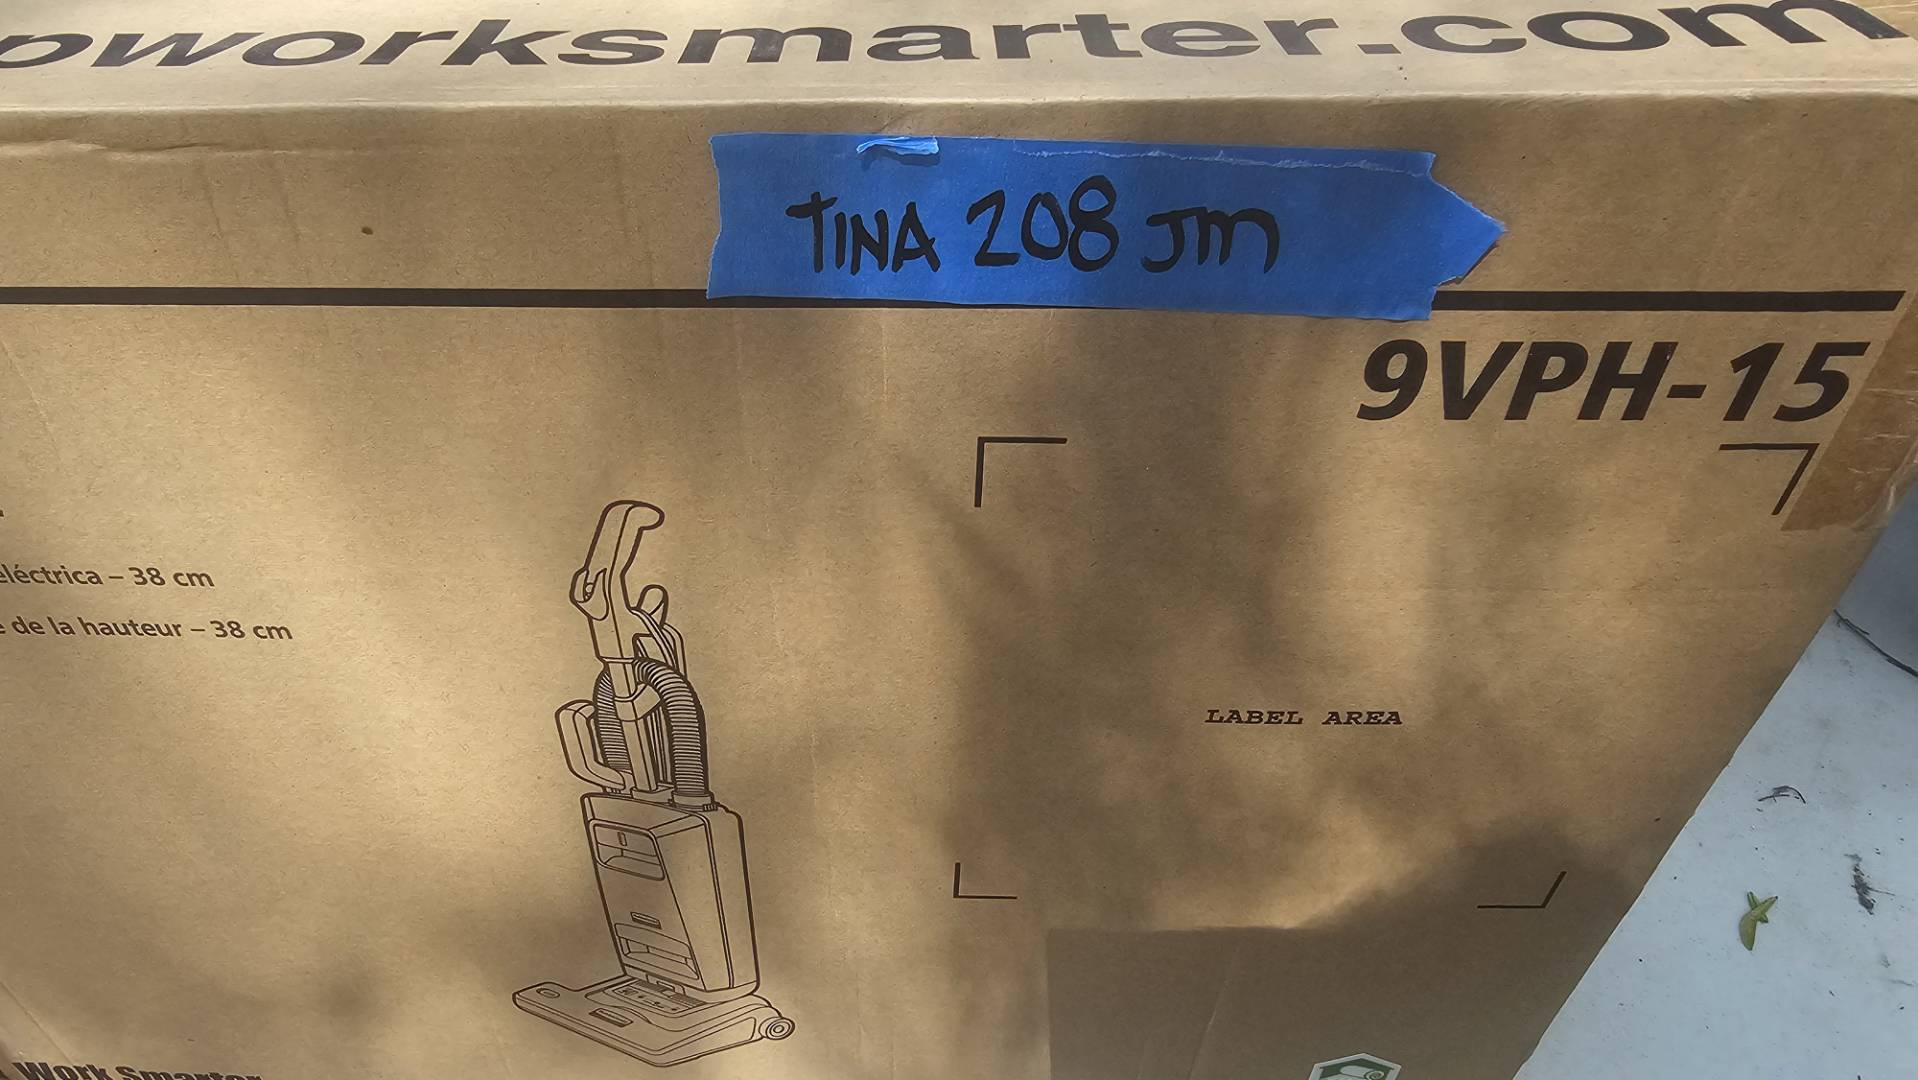 pworksmarter.com
TINA 208 JM
9VPH-15
eléctrica – 38 cm
de la hauteur – 38 cm
LABEL AREA
Work Smarter